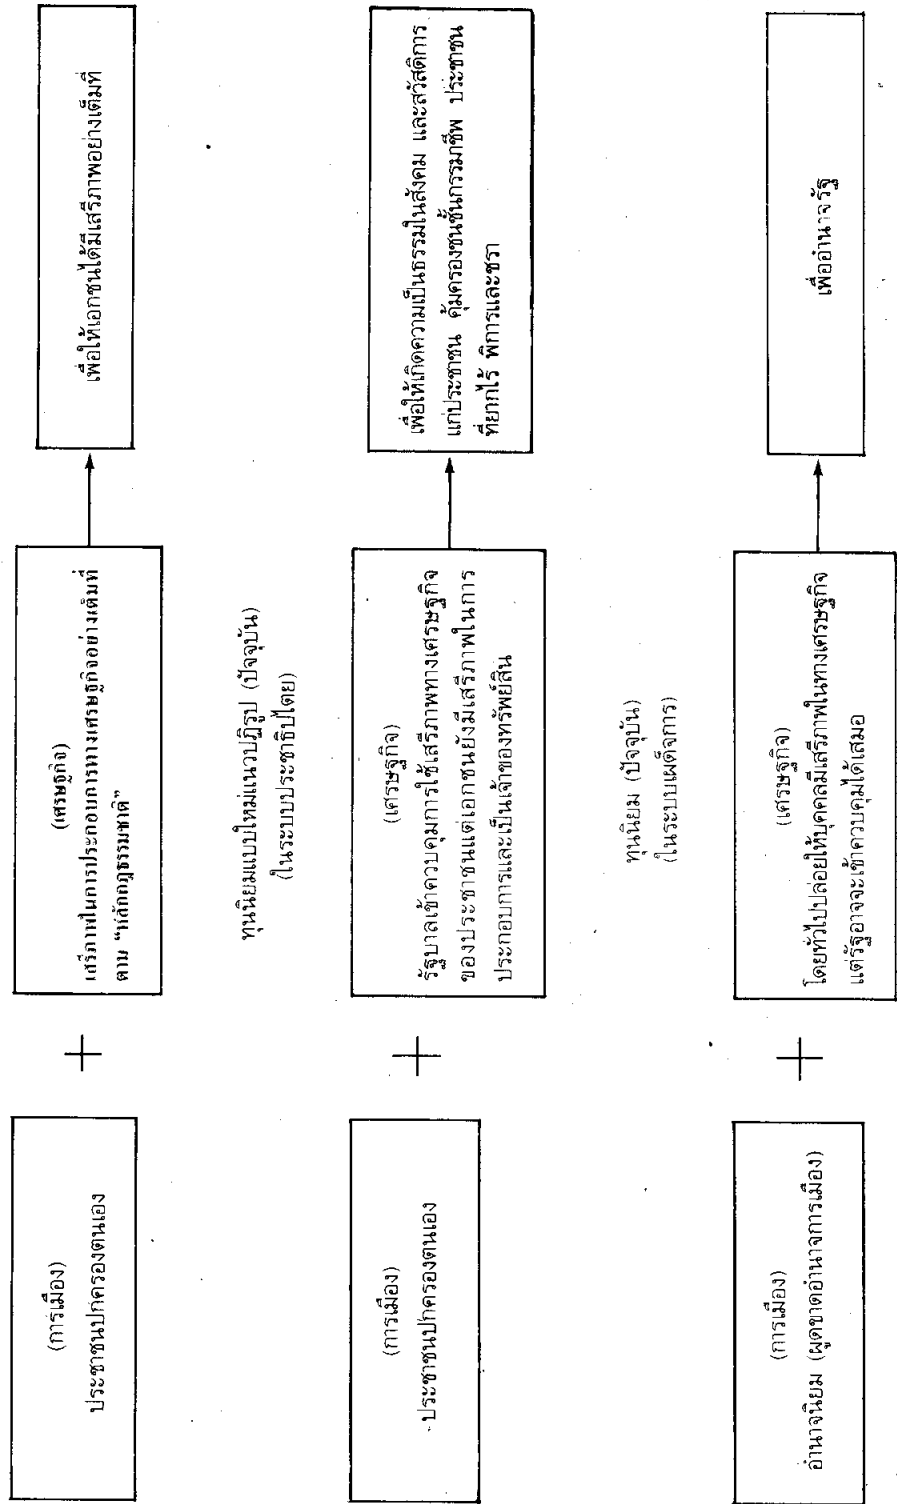 (การเมือง)
ประชาชนปกครองตนเอง
+
(เศรษฐกิจ)
เสรีภาพในการประกอบการทางเศรษฐกิจอย่างเต็มที่
ตาม “หลักกฎธรรมชาติ”
เพื่อให้เอกชนได้มีเสรีภาพอย่างเต็มที่
ทุนนิยมแบบใหม่แนวปฏิรูป (ปัจจุบัน)
(ในระบบประชาธิปไตย)
(การเมือง)
ประชาชนปกครองตนเอง
+
(เศรษฐกิจ)
รัฐบาลเข้าควบคุมการใช้เสรีภาพทางเศรษฐกิจ
ของประชาชนแต่เอกชนยังมีเสรีภาพในการ
ประกอบการและเป็นเจ้าของทรัพย์สิน
เพื่อให้เกิดความเป็นธรรมในสังคม และสวัสดิการ
แก่ประชาชน คุ้มครองชนชั้นกรรมาชีพ ประชาชน
ที่ยากไร้ พิการและชรา
ทุนนิยม (ปัจจุบัน)
(ในระบบเผด็จการ)
(การเมือง)
อำนาจนิยม (ผูกขาดอำนาจการเมือง)
+
(เศรษฐกิจ)
โดยทั่วไปปล่อยให้บุคคลมีเสรีภาพในทางเศรษฐกิจ
แต่รัฐอาจจะเข้าควบคุมได้เสมอ
เพื่ออำนาจรัฐ